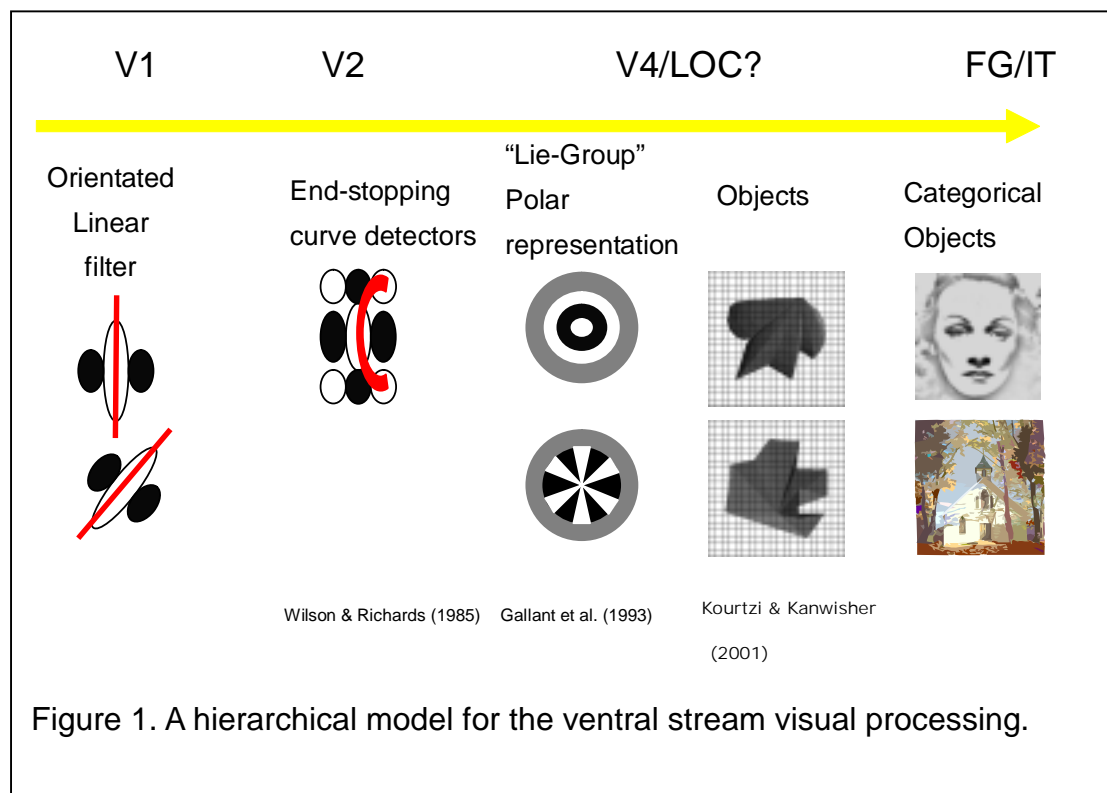 V1
V2
V4/LOC?
FG/IT
Orientated
Linear
filter
End-stopping
curve detectors
“Lie-Group”
Polar
representation
Objects
Categorical
Objects
Wilson & Richards (1985)
Gallant et al. (1993)
Kourtzi & Kanwisher
(2001)
Figure 1. A hierarchical model for the ventral stream visual processing.